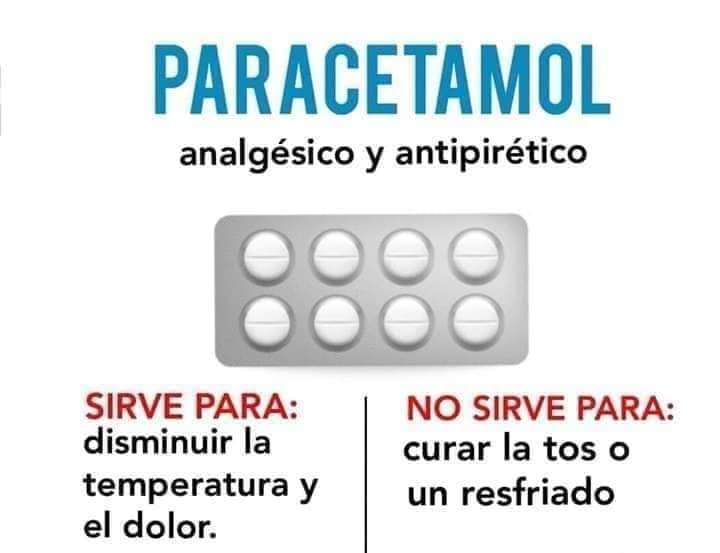 PARACETAMOL
analgésico y antipirético
SIRVE PARA:
disminuir la
temperatura y
el dolor.
NO SIRVE PARA:
curar la tos o
un resfriado